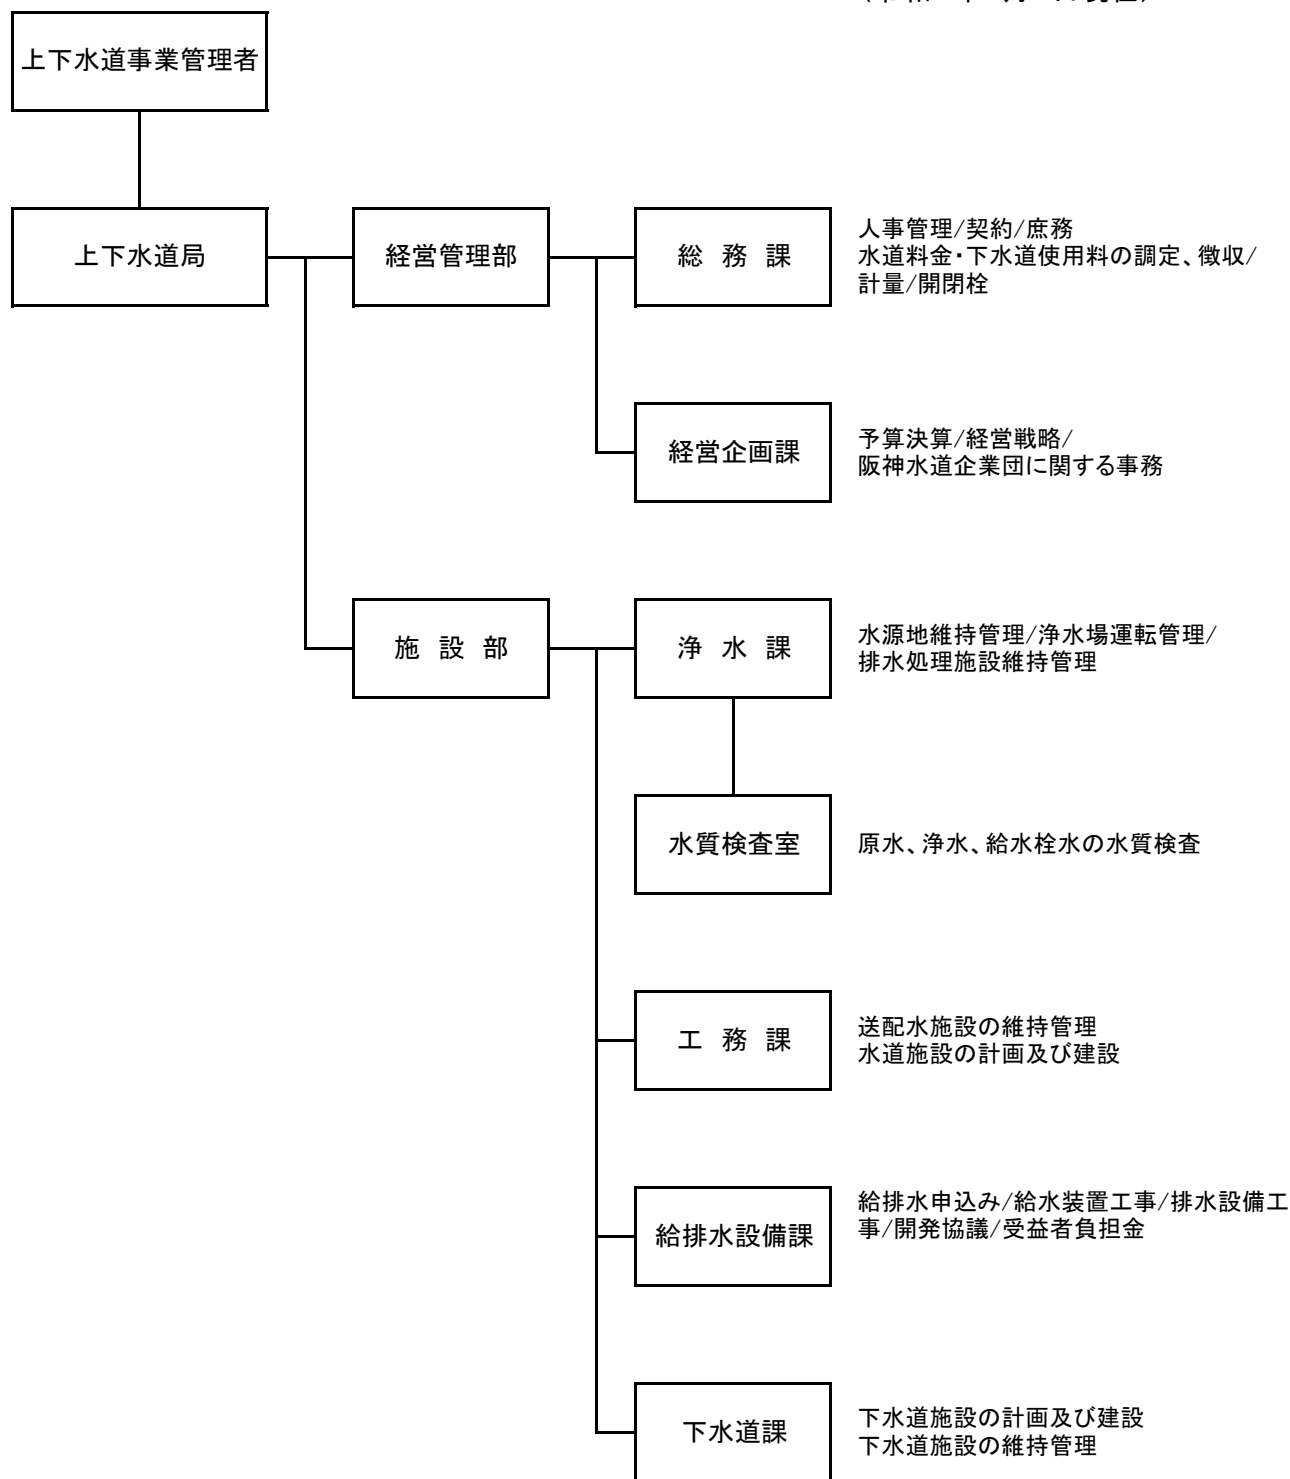 上下水道事業管理者
上下水道局
経営管理部
総務課
人事管理/契約/庶務
水道料金・下水道使用料の調定、徴収/
計量/開閉栓
経営企画課
予算決算/経営戦略/
阪神水道企業団に関する事務
施設部
浄水課
水源地維持管理/浄水場運転管理/
排水処理施設維持管理
水質検査室
原水、浄水、給水栓水の水質検査
工務課
送配水施設の維持管理
水道施設の計画及び建設
給排水設備課
給排水申込み/給水装置工事/排水設備工
事/開発協議/受益者負担金
下水道課
下水道施設の計画及び建設
下水道施設の維持管理